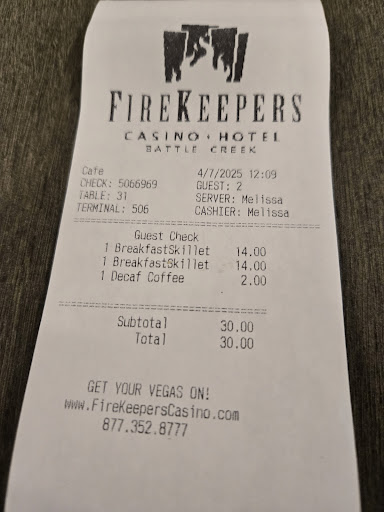 FIREKEEPERS
CASINO • HOTEL
BATTLE CREEK
Cafe 4/7/2025 12:09
CHECK: 5066969 GUEST: 2
TABLE: 31 SERVER: Melissa
TERMINAL: 506 CASHIER: Melissa
Guest Check
1 BreakfastSkillet 14.00
1 BreakfastSkillet 14.00
1 Decaf Coffee 2.00
Subtotal 30.00
Total 30.00
GET YOUR VEGAS ON!
www.FireKeepersCasino.com
877.352.8777